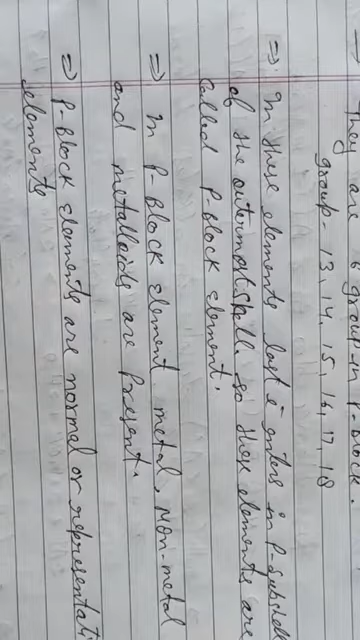 ⇒ They are 6 group in P-block.
group - 13, 14, 15, 16, 17, 18
⇒ In these elements last e⁻ enters in P-subshell
of the outermost shell. so these elements are
called P-block element.
⇒ In P-block element metal, Non-metal
and metalloids are Present.
⇒ P-block elements are normal or representati
elements